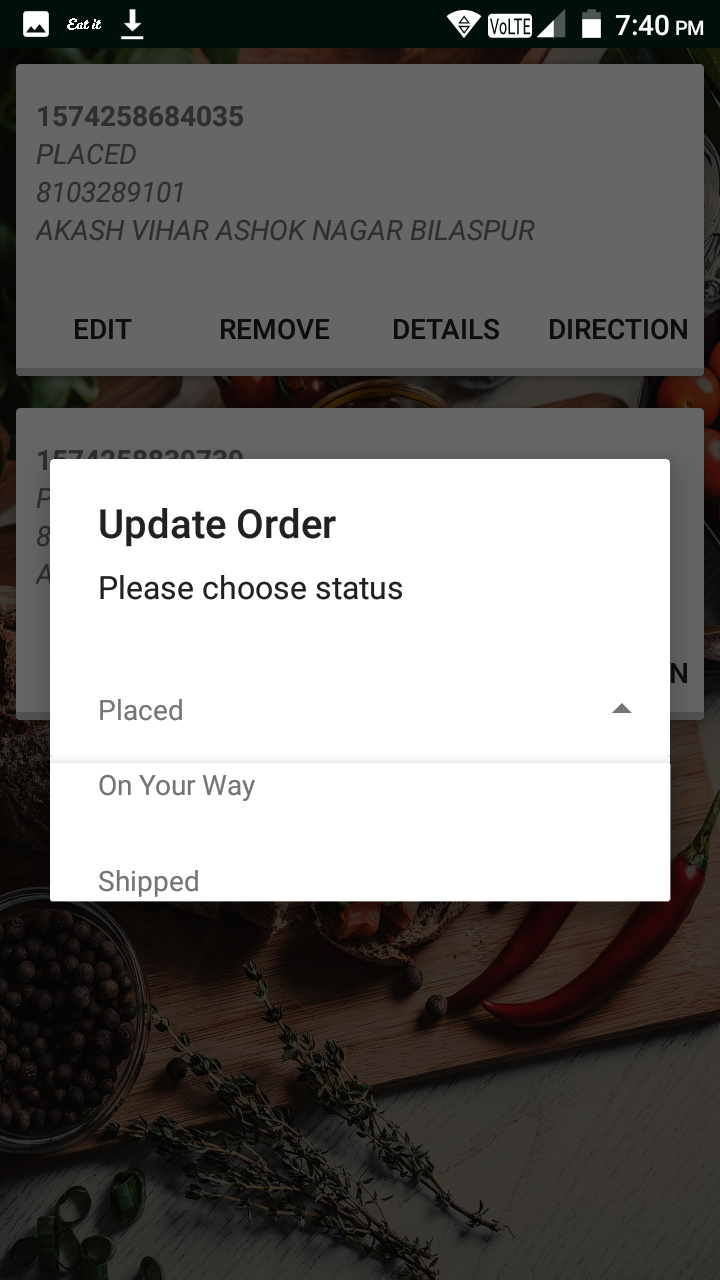 Eat it VoLTE 7:40 PM
1574258684035
PLACED
8103289101
AKASH VIHAR ASHOK NAGAR BILASPUR
EDIT REMOVE DETAILS DIRECTION
1574258839739
P
8
A
N
Update Order
Please choose status
Placed
On Your Way
Shipped